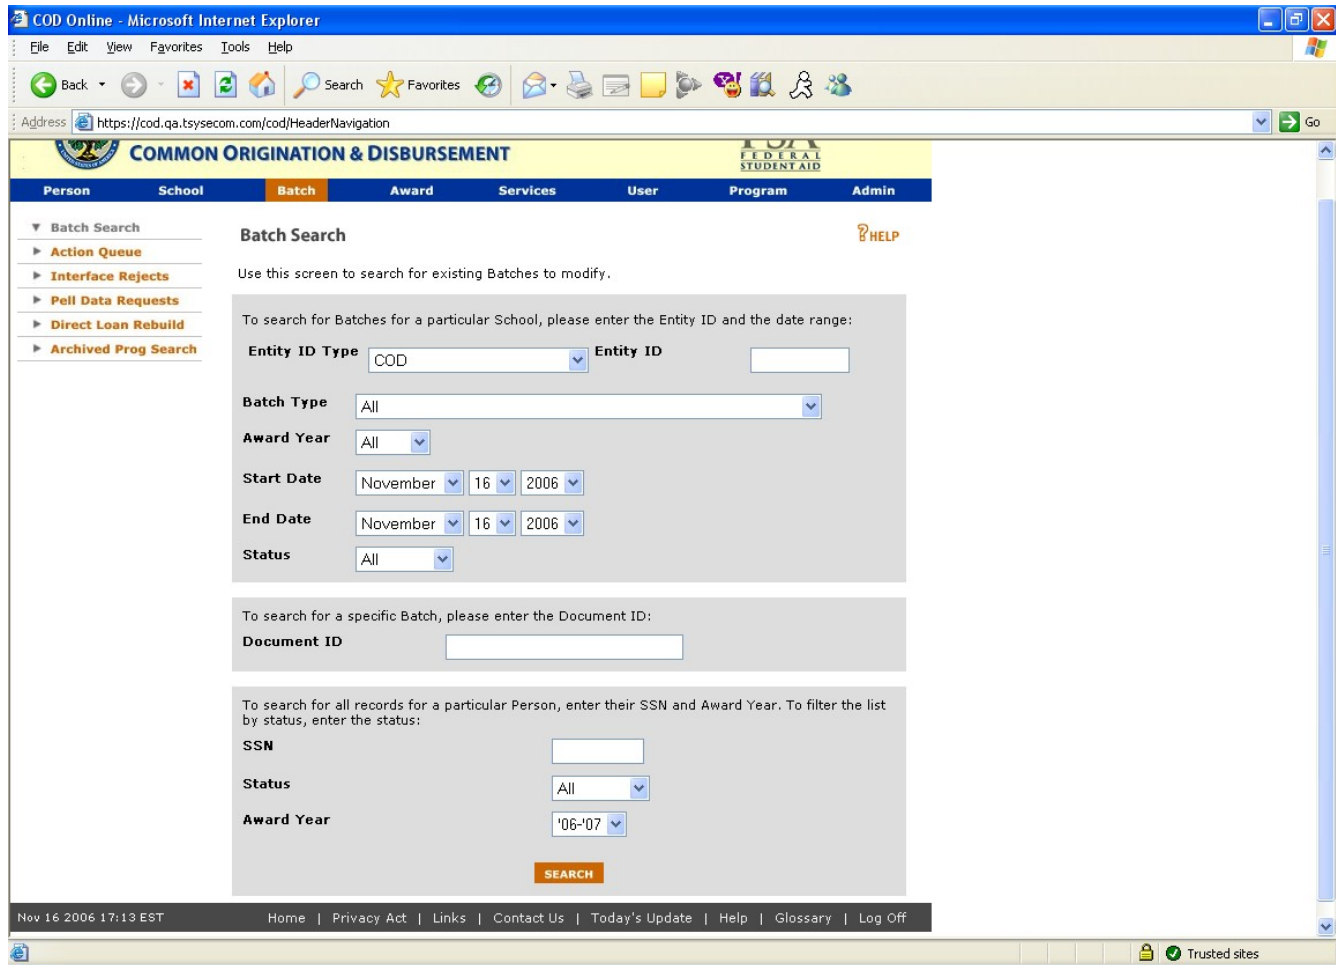 COD Online - Microsoft Internet Explorer
File Edit View Favorites Tools Help
Back Search Favorites
Address https://cod.qa.tsysecom.com/cod/HeaderNavigation Go
COMMON ORIGINATION & DISBURSEMENT
FEDERAL
STUDENT AID
Person School Batch Award Services User Program Admin
Batch Search
Action Queue
Interface Rejects
Pell Data Requests
Direct Loan Rebuild
Archived Prog Search
Batch Search
HELP
Use this screen to search for existing Batches to modify.
To search for Batches for a particular School, please enter the Entity ID and the date range:
Entity ID Type COD Entity ID
Batch Type All
Award Year All
Start Date November 16 2006
End Date November 16 2006
Status All
To search for a specific Batch, please enter the Document ID:
Document ID
To search for all records for a particular Person, enter their SSN and Award Year. To filter the list
by status, enter the status:
SSN
Status All
Award Year '06-'07
SEARCH
Nov 16 2006 17:13 EST Home | Privacy Act | Links | Contact Us | Today's Update | Help | Glossary | Log Off
Trusted sites